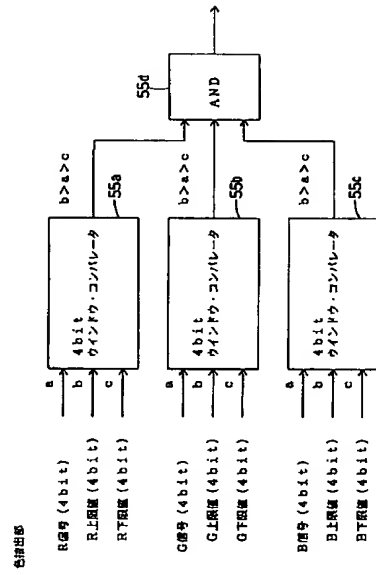 色抽出部
R信号 (4bit)
a
R上限値 (4bit)
b
R下限値 (4bit)
c
4bit
ウインドウ・コンパレータ
55a
b>a>c
G信号 (4bit)
a
G上限値 (4bit)
b
G下限値 (4bit)
c
4bit
ウインドウ・コンパレータ
55b
b>a>c
B信号 (4bit)
a
B上限値 (4bit)
b
B下限値 (4bit)
c
4bit
ウインドウ・コンパレータ
55c
b>a>c
AND
55d